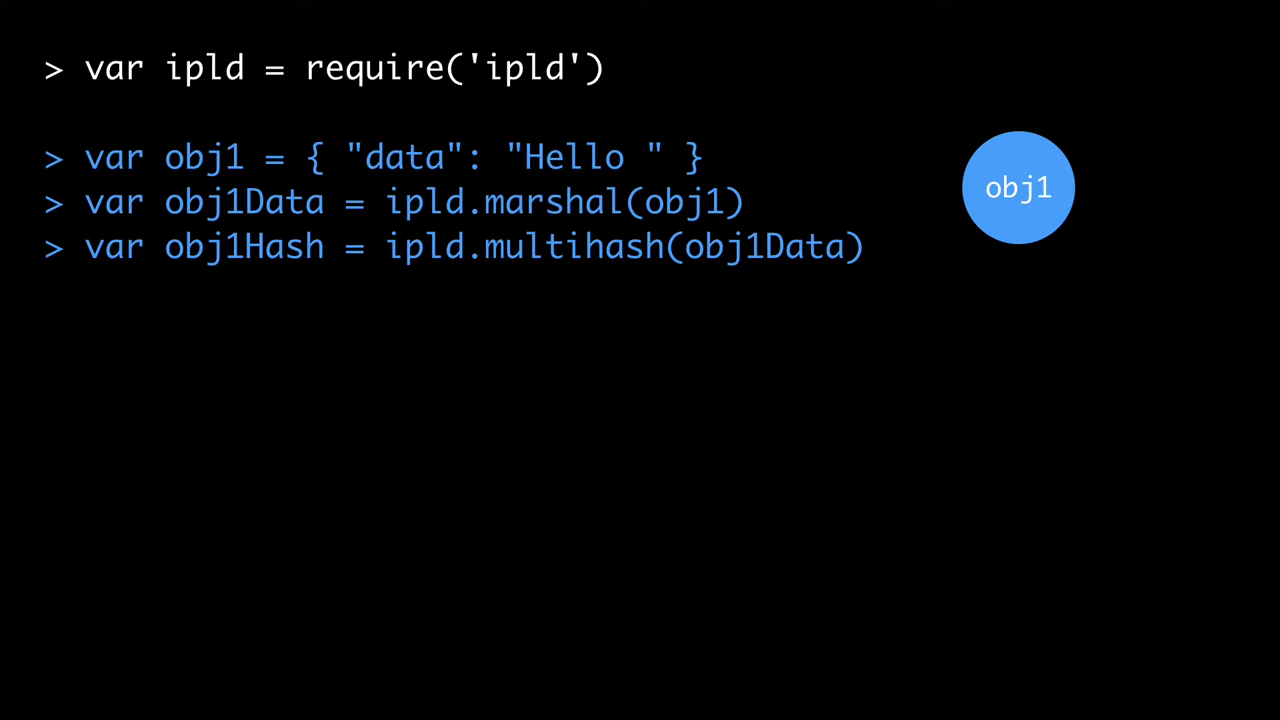 > var ipld = require('ipld')
> var obj1 = { "data": "Hello " }
> var obj1Data = ipld.marshal(obj1)
> var obj1Hash = ipld.multihash(obj1Data)
obj1